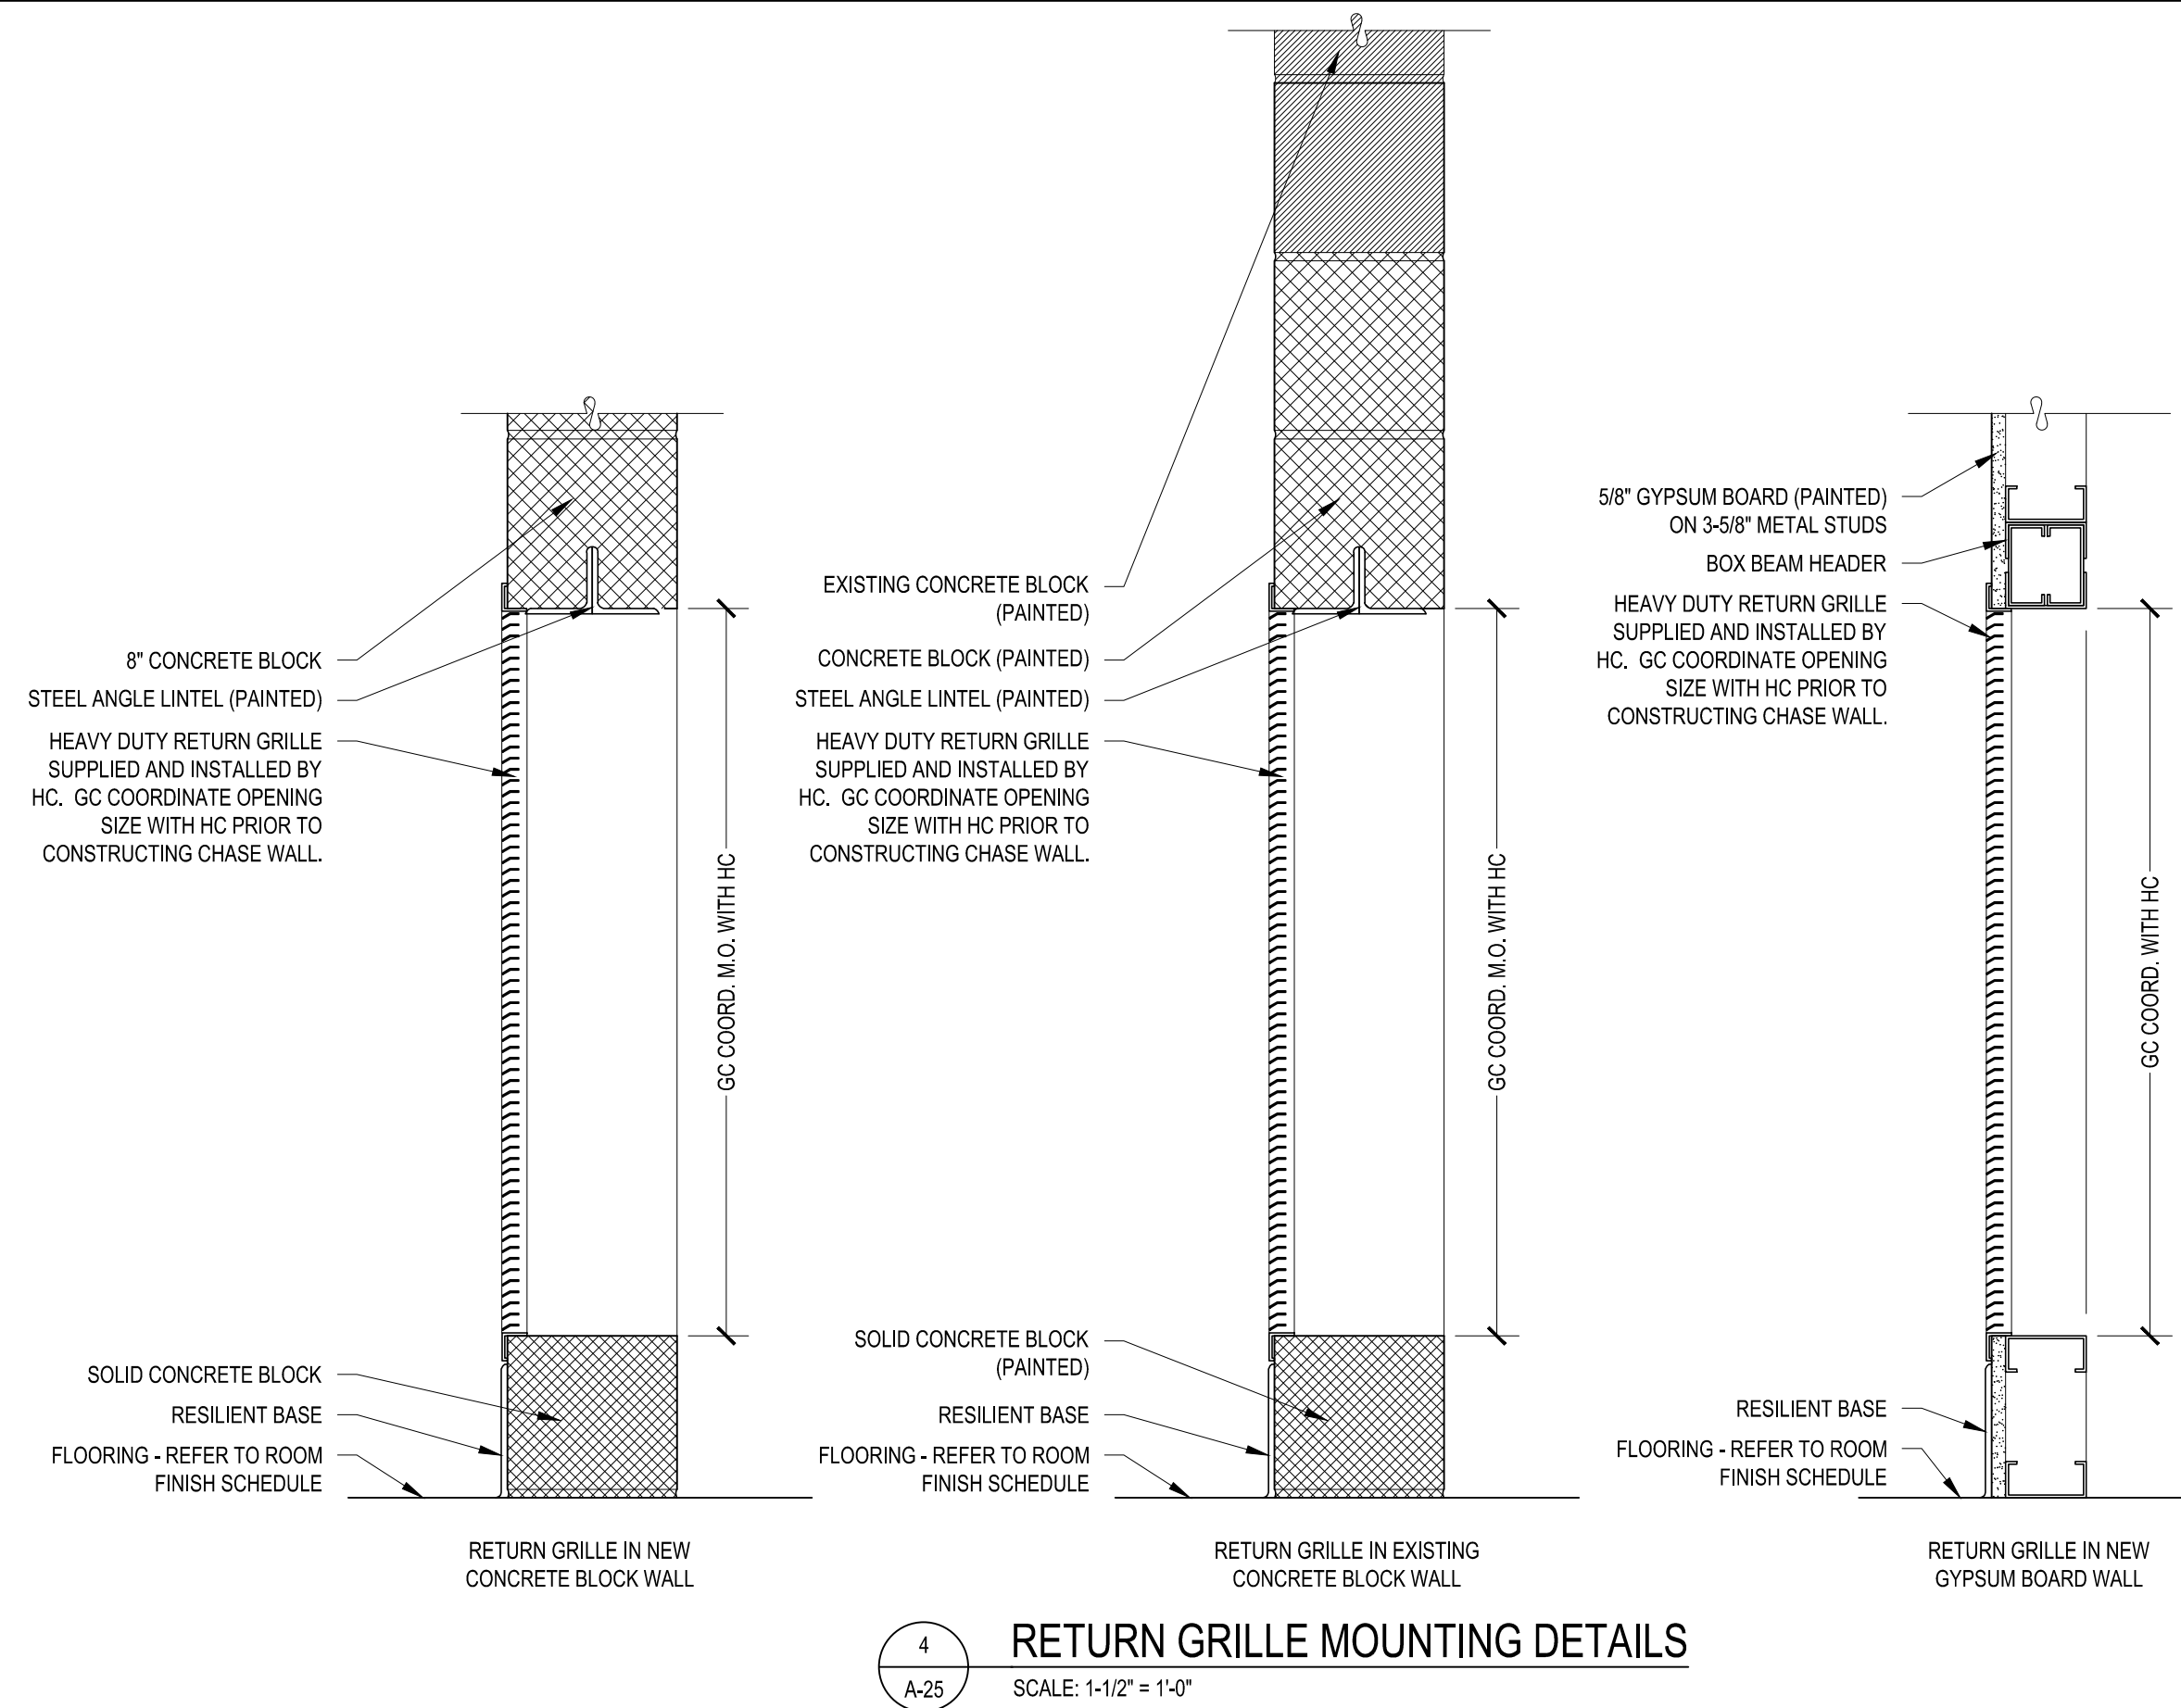 8" CONCRETE BLOCK
STEEL ANGLE LINTEL (PAINTED)
HEAVY DUTY RETURN GRILLE
SUPPLIED AND INSTALLED BY
HC.  GC COORDINATE OPENING
SIZE WITH HC PRIOR TO
CONSTRUCTING CHASE WALL.
GC COORD. M.O. WITH HC
SOLID CONCRETE BLOCK
RESILIENT BASE
FLOORING - REFER TO ROOM
FINISH SCHEDULE
RETURN GRILLE IN NEW
CONCRETE BLOCK WALL
EXISTING CONCRETE BLOCK
(PAINTED)
CONCRETE BLOCK (PAINTED)
STEEL ANGLE LINTEL (PAINTED)
HEAVY DUTY RETURN GRILLE
SUPPLIED AND INSTALLED BY
HC.  GC COORDINATE OPENING
SIZE WITH HC PRIOR TO
CONSTRUCTING CHASE WALL.
GC COORD. M.O. WITH HC
SOLID CONCRETE BLOCK
(PAINTED)
RESILIENT BASE
FLOORING - REFER TO ROOM
FINISH SCHEDULE
RETURN GRILLE IN EXISTING
CONCRETE BLOCK WALL
5/8" GYPSUM BOARD (PAINTED)
ON 3-5/8" METAL STUDS
BOX BEAM HEADER
HEAVY DUTY RETURN GRILLE
SUPPLIED AND INSTALLED BY
HC.  GC COORDINATE OPENING
SIZE WITH HC PRIOR TO
CONSTRUCTING CHASE WALL.
GC COORD. WITH HC
RESILIENT BASE
FLOORING - REFER TO ROOM
FINISH SCHEDULE
RETURN GRILLE IN NEW
GYPSUM BOARD WALL
4
A-25
RETURN GRILLE MOUNTING DETAILS
SCALE: 1-1/2" = 1'-0"